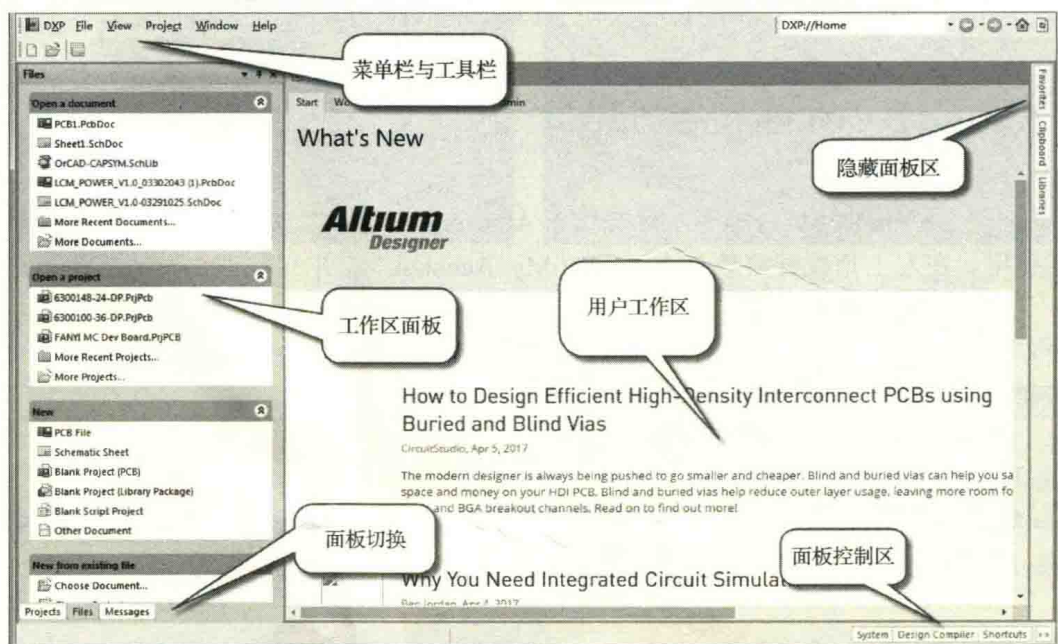 DXP File View Project Window Help
DXP://Home
菜单栏与工具栏
Files
Open a document
PCB1.PcbDoc
Sheet1.SchDoc
OrCAD-CAPSYM.SchLib
LCM_POWER_V1.0_03302043 (1).PcbDoc
LCM_POWER_V1.0-03291025.SchDoc
More Recent Documents...
More Documents...
Open a project
6300148-24-DP.PrjPcb
6300100-36-DP.PrjPcb
FANYI MC Dev Board.PrjPCB
More Recent Projects...
More Projects...
工作区面板
New
PCB File
Schematic Sheet
Blank Project (PCB)
Blank Project (Library Package)
Blank Script Project
Other Document
New from existing file
Choose Document...
面板切换
Projects Files Messages
Start Wo
min
What's New
Altium
Designer
用户工作区
隐藏面板区
Favorites
Clipboard
Libraries
How to Design Efficient High-Density Interconnect PCBs using
Buried and Blind Vias
CircuitStudio, Apr 5, 2017
The modern designer is always being pushed to go smaller and cheaper. Blind and buried vias can help you sa
space and money on your HDI PCB. Blind and buried vias help reduce outer layer usage, leaving more room fo
and BGA breakout channels. Read on to find out more!
Why You Need Integrated Circuit Simulat
Ben Jordan, Apr 4, 2017
面板控制区
System Design Compiler Shortcuts